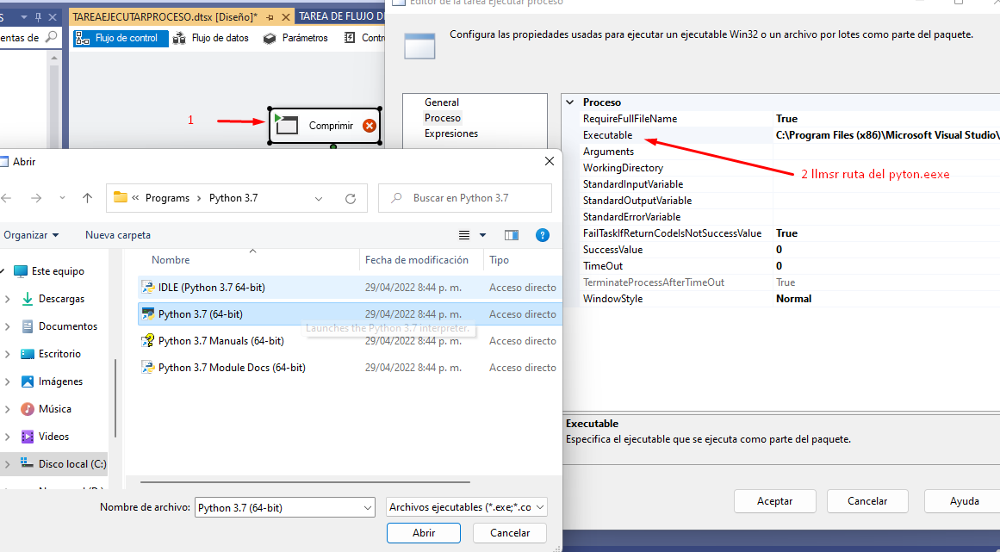 Editor de la tarea Ejecutar proceso
TAREAEJECUTARPROCESO.dtsx [Diseño]*
TAREA DE FLUJO DE
entas de
Flujo de control
Flujo de datos
Parámetros
Contr
Configura las propiedades usadas para ejecutar un ejecutable Win32 o un archivo por lotes como parte del paquete.
1
Comprimir
General
Proceso
Expresiones
Proceso
RequireFullFileName True
Executable C:\Program Files (x86)\Microsoft Visual Studio\
Arguments
WorkingDirectory
StandardInputVariable
StandardOutputVariable
StandardErrorVariable
FailTaskIfReturnCodeIsNotSuccessValue True
SuccessValue 0
TimeOut 0
TerminateProcessAfterTimeOut True
WindowStyle Normal
2 llmsr ruta del pyton.eexe
Executable
Especifica el ejecutable que se ejecuta como parte del paquete.
Aceptar
Cancelar
Ayuda
Abrir
« Programs › Python 3.7
Buscar en Python 3.7
Organizar
Nueva carpeta
Nombre Fecha de modificación Tipo
Este equipo
Descargas
Documentos
Escritorio
Imágenes
Música
Videos
Disco local (C:)
IDLE (Python 3.7 64-bit) 29/04/2022 8:44 p. m. Acceso directo
Python 3.7 (64-bit) 29/04/2022 8:44 p. m. Acceso directo
Launches the Python 3.7 interpreter.
Python 3.7 Manuals (64-bit) 29/04/2022 8:44 p. m. Acceso directo
Python 3.7 Module Docs (64-bit) 29/04/2022 8:44 p. m. Acceso directo
Nombre de archivo: Python 3.7 (64-bit)
Archivos ejecutables (*.exe;*.co
Abrir
Cancelar